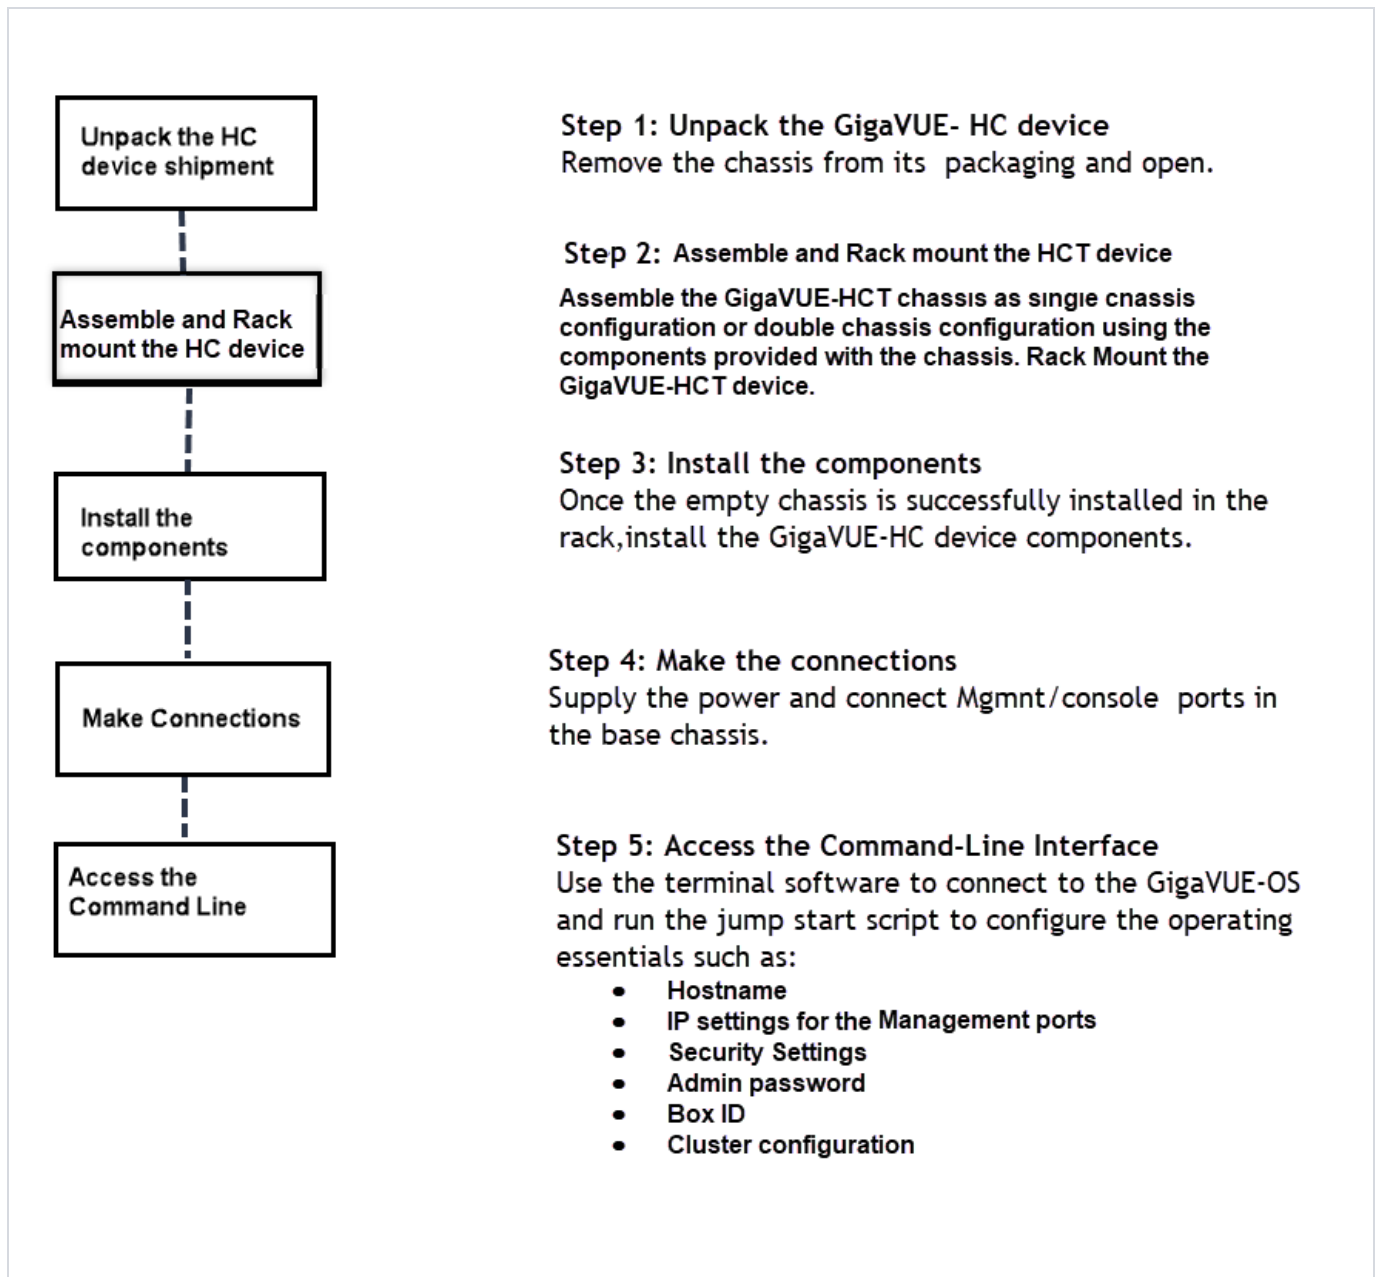 Unpack the HC
device shipment
Step 1: Unpack the GigaVUE- HC device
Remove the chassis from its  packaging and open.
Assemble and Rack
mount the HC device
Step 2: Assemble and Rack mount the HCT device
Assemble the GigaVUE-HCT chassis as single chassis
configuration or double chassis configuration using the
components provided with the chassis. Rack Mount the
GigaVUE-HCT device.
Install the
components
Step 3: Install the components
Once the empty chassis is successfully installed in the
rack,install the GigaVUE-HC device components.
Make Connections
Step 4: Make the connections
Supply the power and connect Mgmnt/console  ports in
the base chassis.
Access the
Command Line
Step 5: Access the Command-Line Interface
Use the terminal software to connect to the GigaVUE-OS
and run the jump start script to configure the operating
essentials such as:
• Hostname
• IP settings for the Management ports
• Security Settings
• Admin password
• Box ID
• Cluster configuration